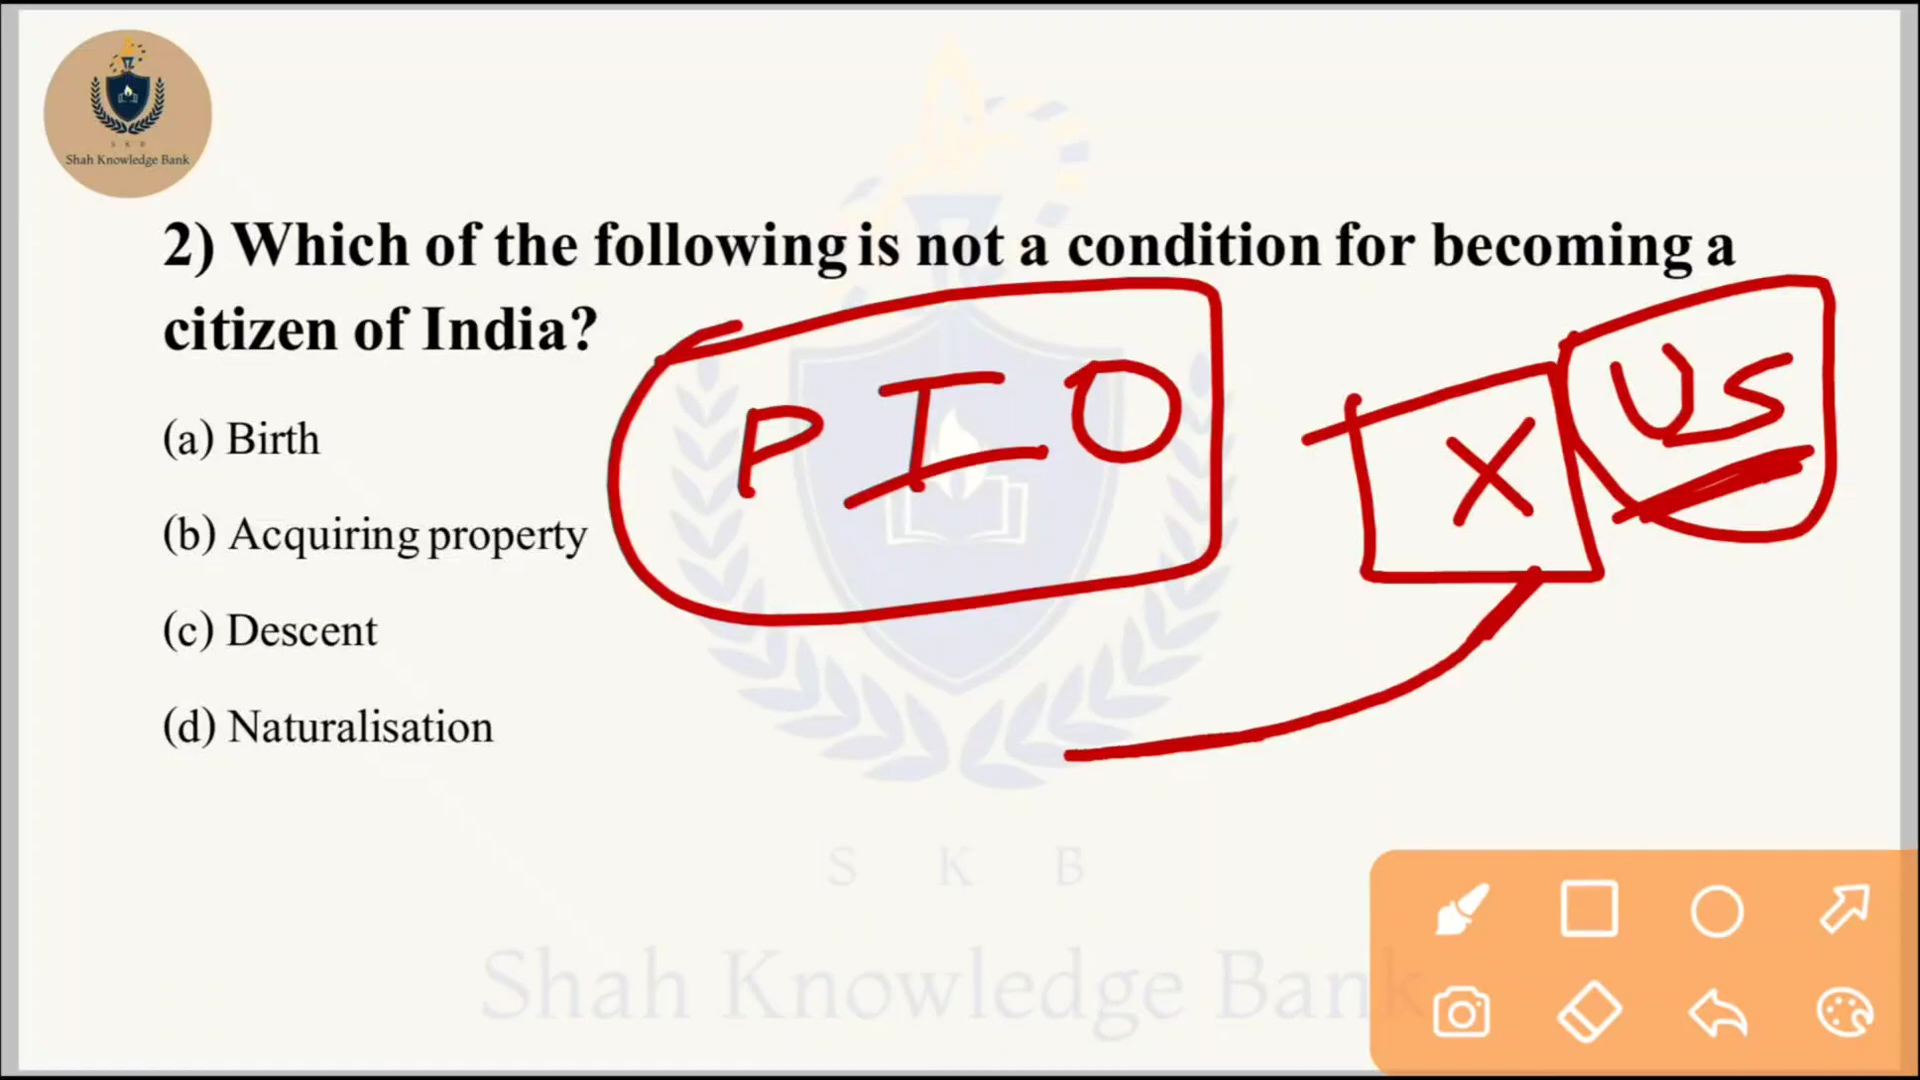 S K B
Shah Knowledge Bank
2) Which of the following is not a condition for becoming a
citizen of India?
(a) Birth
(b) Acquiring property
(c) Descent
(d) Naturalisation
PIO
X
US
S K B
Shah Knowledge Bank